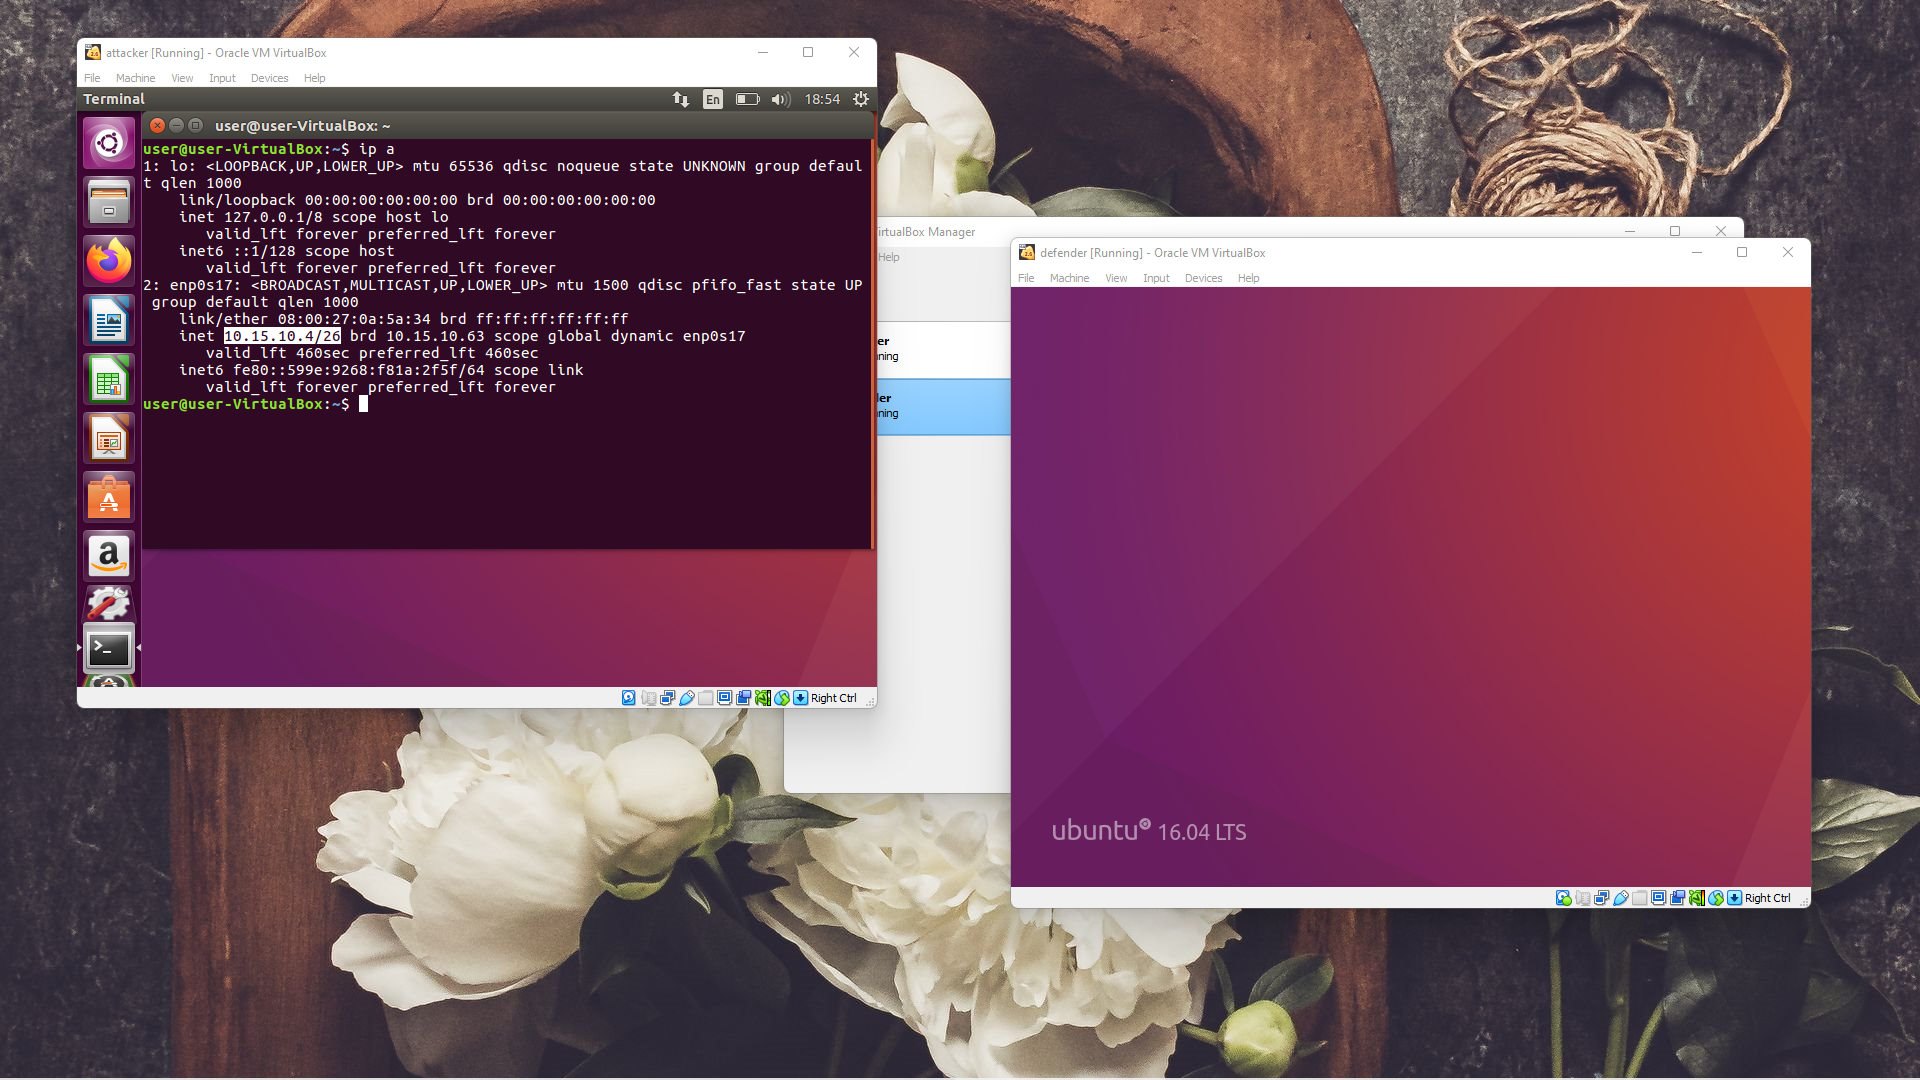 attacker [Running] - Oracle VM VirtualBox
File Machine View Input Devices Help
Terminal En 18:54
user@user-VirtualBox: ~
user@user-VirtualBox:~$ ip a
1: lo: <LOOPBACK,UP,LOWER_UP> mtu 65536 qdisc noqueue state UNKNOWN group defaul
t qlen 1000
    link/loopback 00:00:00:00:00:00 brd 00:00:00:00:00:00
    inet 127.0.0.1/8 scope host lo
       valid_lft forever preferred_lft forever
    inet6 ::1/128 scope host
       valid_lft forever preferred_lft forever
2: enp0s17: <BROADCAST,MULTICAST,UP,LOWER_UP> mtu 1500 qdisc pfifo_fast state UP
 group default qlen 1000
    link/ether 08:00:27:0a:5a:34 brd ff:ff:ff:ff:ff:ff
    inet 10.15.10.4/26 brd 10.15.10.63 scope global dynamic enp0s17
       valid_lft 460sec preferred_lft 460sec
    inet6 fe80::599e:9268:f81a:2f5f/64 scope link
       valid_lft forever preferred_lft forever
user@user-VirtualBox:~$
Right Ctrl
irtualBox Manager
Help
er
nning
der
nning
defender [Running] - Oracle VM VirtualBox
File Machine View Input Devices Help
ubuntu 16.04 LTS
Right Ctrl